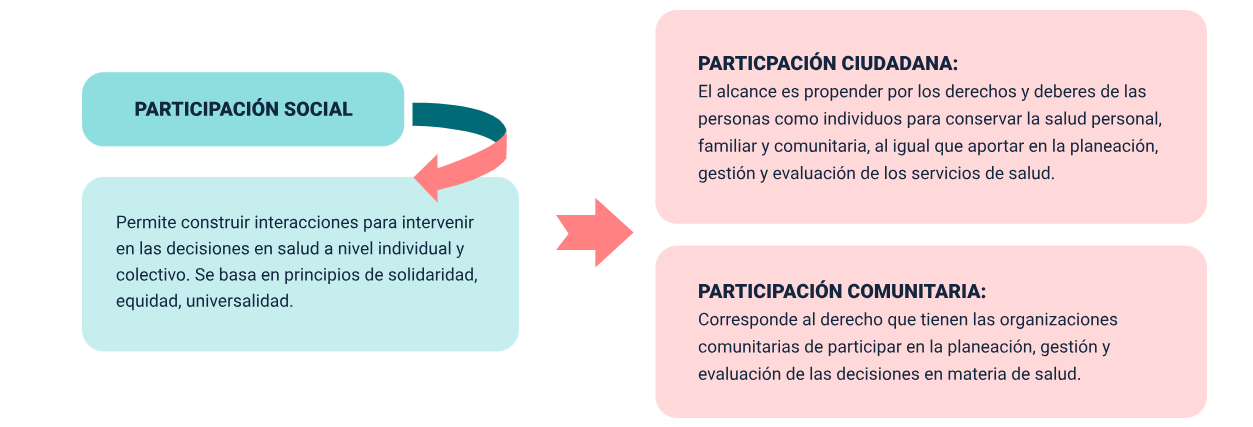 PARTICIPACIÓN SOCIAL
Permite construir interacciones para intervenir
en las decisiones en salud a nivel individual y
colectivo. Se basa en principios de solidaridad,
equidad, universalidad.
PARTICPACIÓN CIUDADANA:
El alcance es propender por los derechos y deberes de las
personas como individuos para conservar la salud personal,
familiar y comunitaria, al igual que aportar en la planeación,
gestión y evaluación de los servicios de salud.
PARTICIPACIÓN COMUNITARIA:
Corresponde al derecho que tienen las organizaciones
comunitarias de participar en la planeación, gestión y
evaluación de las decisiones en materia de salud.